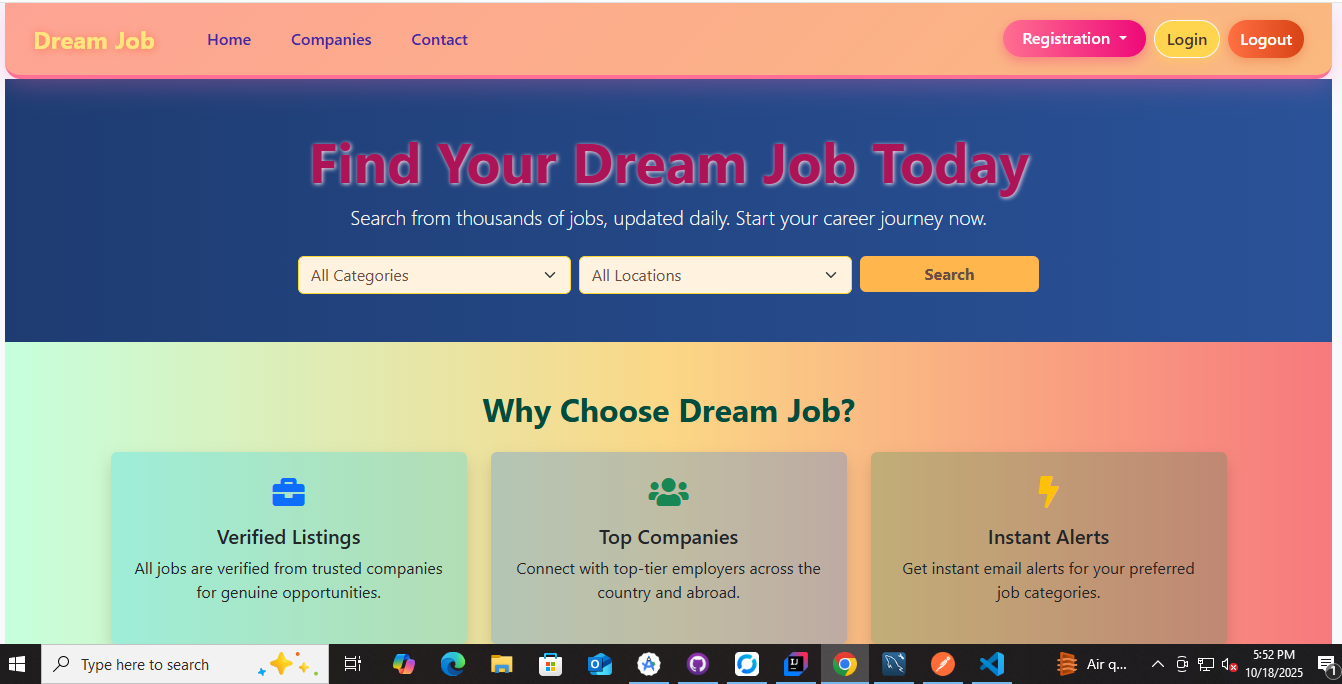 Dream Job Home Companies Contact Registration Login Logout
Find Your Dream Job Today
Search from thousands of jobs, updated daily. Start your career journey now.
All Categories All Locations Search
Why Choose Dream Job?
Verified Listings
All jobs are verified from trusted companies
for genuine opportunities.
Top Companies
Connect with top-tier employers across the
country and abroad.
Instant Alerts
Get instant email alerts for your preferred
job categories.
Type here to search
Air q...
5:52 PM
10/18/2025
1